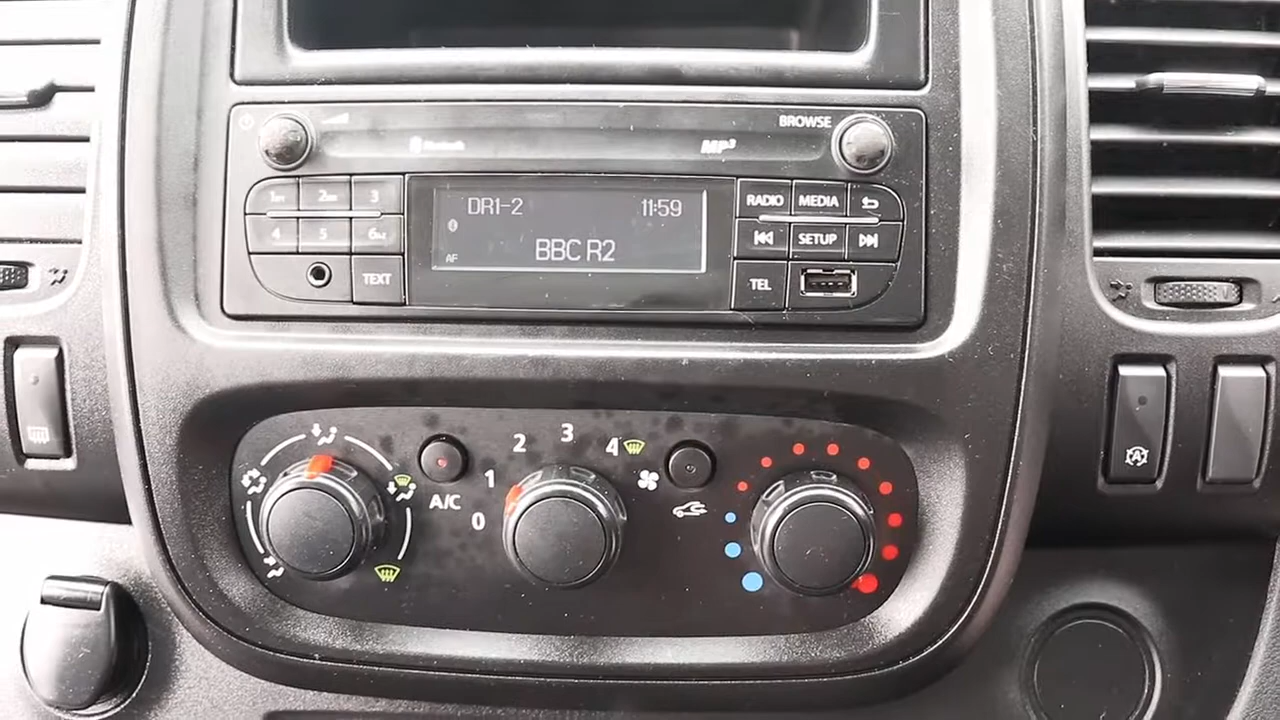 BROWSE
Bluetooth
MP3
1
2
3
RADIO
MEDIA
DR1-2
11:59
4
5
6
SETUP
BBC R2
AF
TEXT
TEL
3
2
4
1
A/C
0
A